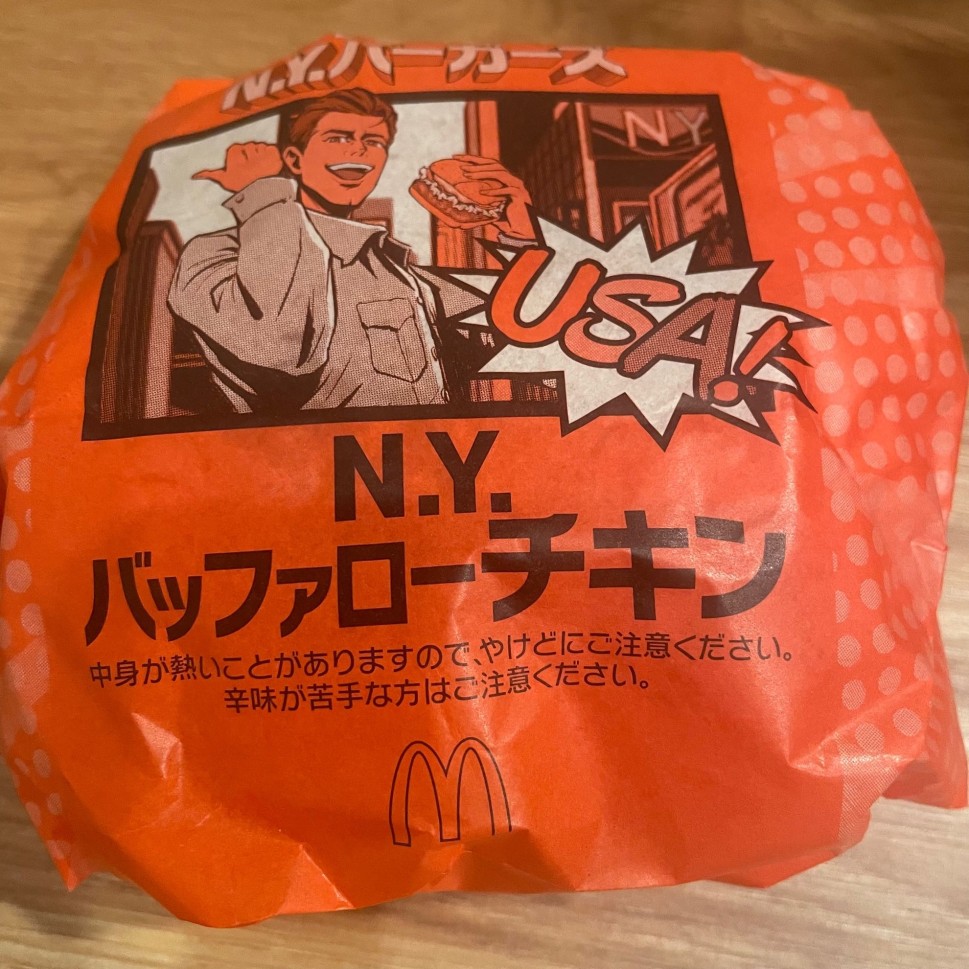 N.Y.バーガーズ
NY
USA!
N.Y.
バッファローチキン
中身が熱いことがありますので、やけどにご注意ください。
辛味が苦手な方はご注意ください。